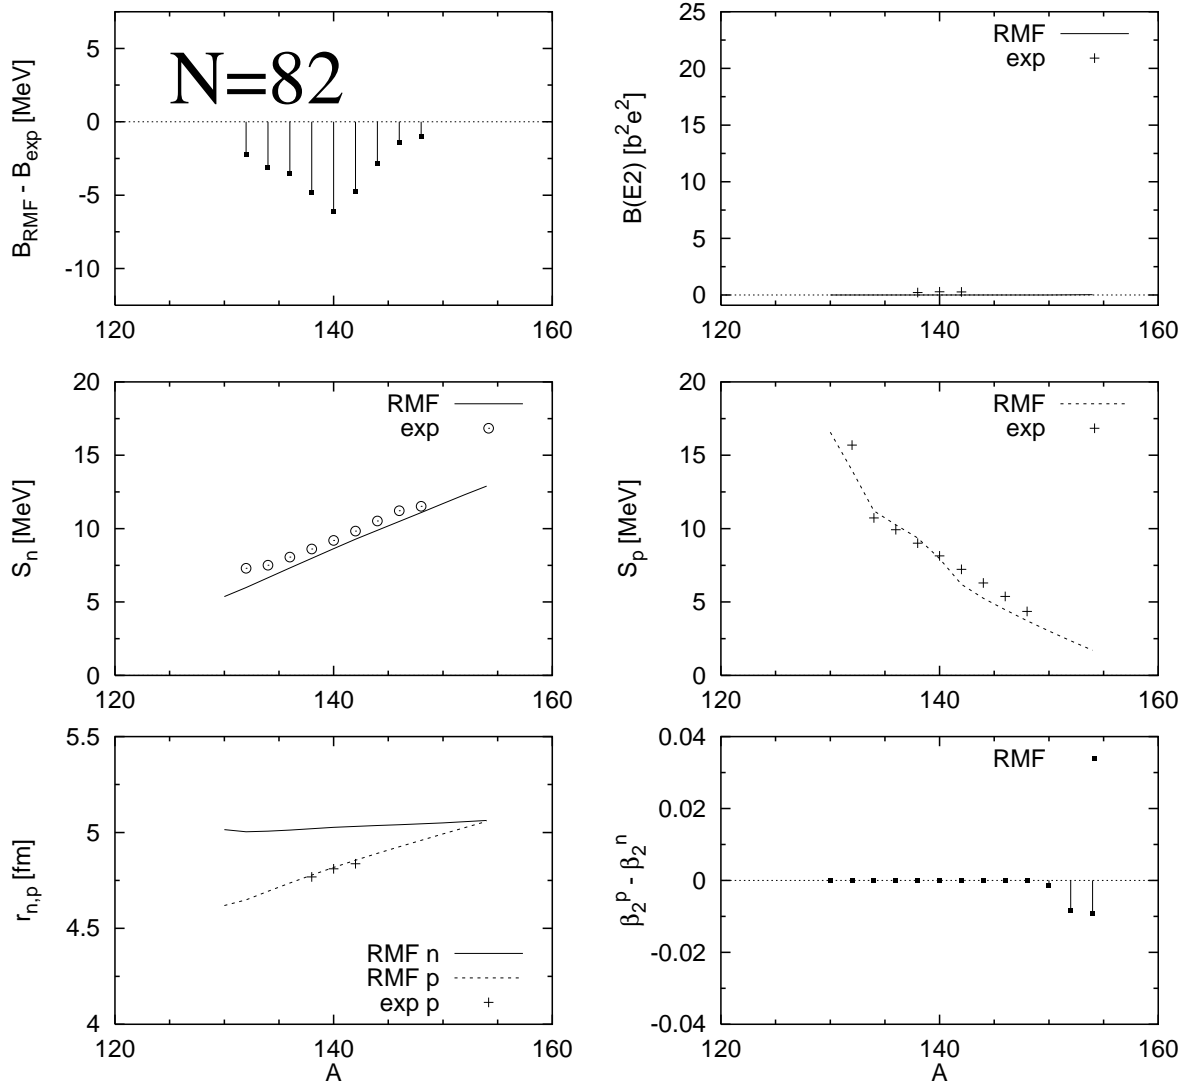 N=82
B_RMF - B_exp [MeV]
5
0
-5
-10
120
140
160
B(E2) [b^2e^2]
25
20
15
10
5
0
RMF
exp
120
140
160
S_n [MeV]
20
15
10
5
0
RMF
exp
120
140
160
S_p [MeV]
20
15
10
5
0
RMF
exp
120
140
160
r_n,p [fm]
5.5
5
4.5
4
RMF n
RMF p
exp p
120
140
160
A
β_2^p - β_2^n
0.04
0.02
0
-0.02
-0.04
RMF
120
140
160
A